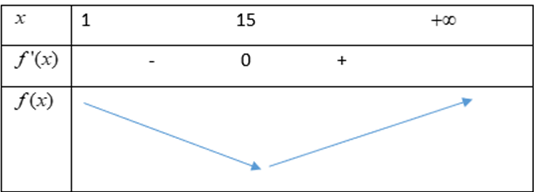 x 1 15 +∞
f'(x) - 0 +
f(x)